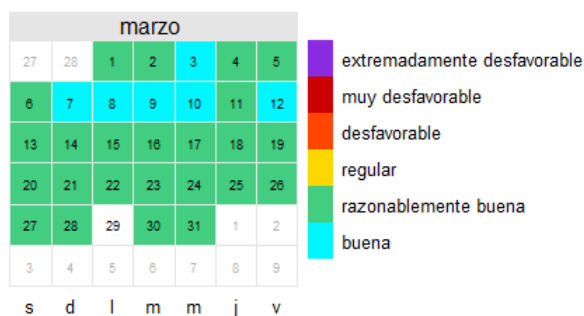 marzo
27 28 1 2 3 4 5
6 7 8 9 10 11 12
13 14 15 16 17 18 19
20 21 22 23 24 25 26
27 28 29 30 31 1 2
3 4 5 6 7 8 9
s d l m m j v
extremadamente desfavorable
muy desfavorable
desfavorable
regular
razonablemente buena
buena